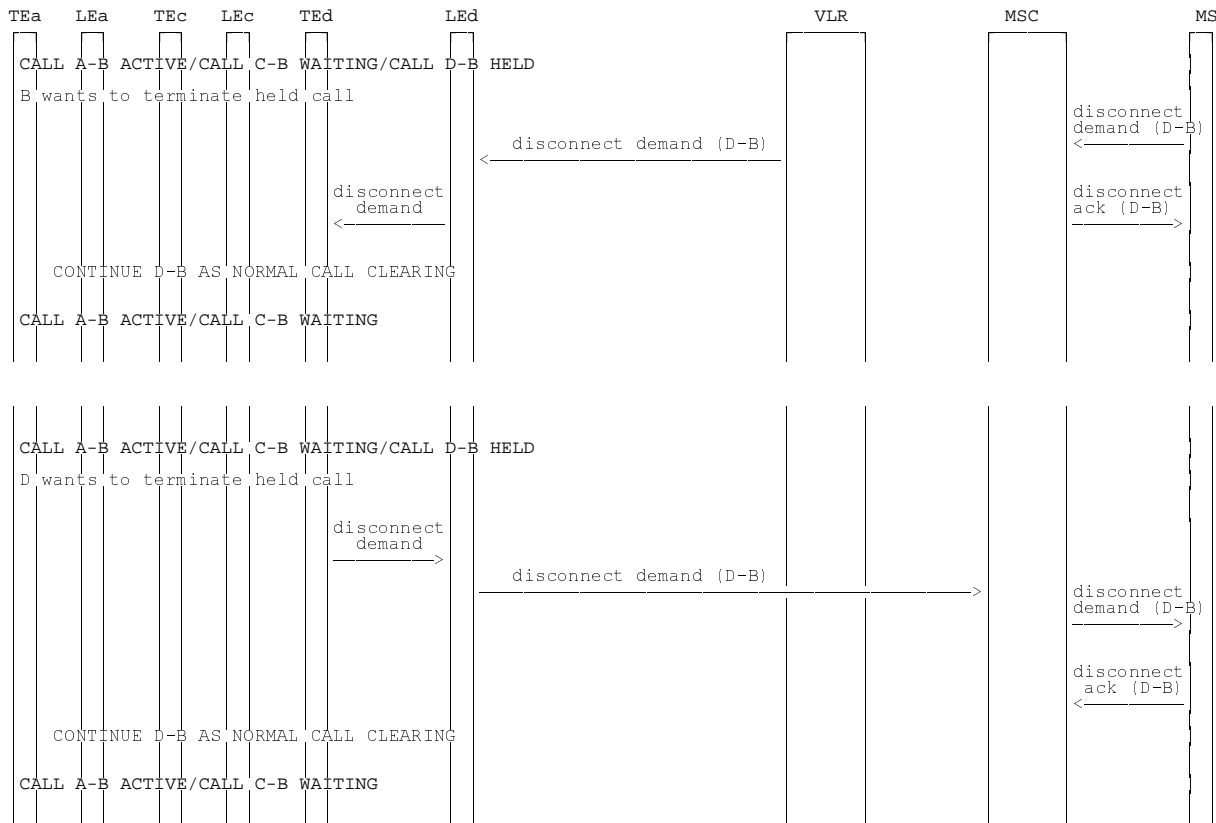 TEa LEa TEc LEc TEd LEd VLR MSC MS
CALL A-B ACTIVE/CALL C-B WAITING/CALL D-B HELD
B wants to terminate held call
disconnect
demand (D-B)
disconnect demand (D-B)
disconnect
demand
disconnect
ack (D-B)
CONTINUE D-B AS NORMAL CALL CLEARING
CALL A-B ACTIVE/CALL C-B WAITING
CALL A-B ACTIVE/CALL C-B WAITING/CALL D-B HELD
D wants to terminate held call
disconnect
demand
disconnect demand (D-B)
disconnect
demand (D-B)
disconnect
ack (D-B)
CONTINUE D-B AS NORMAL CALL CLEARING
CALL A-B ACTIVE/CALL C-B WAITING